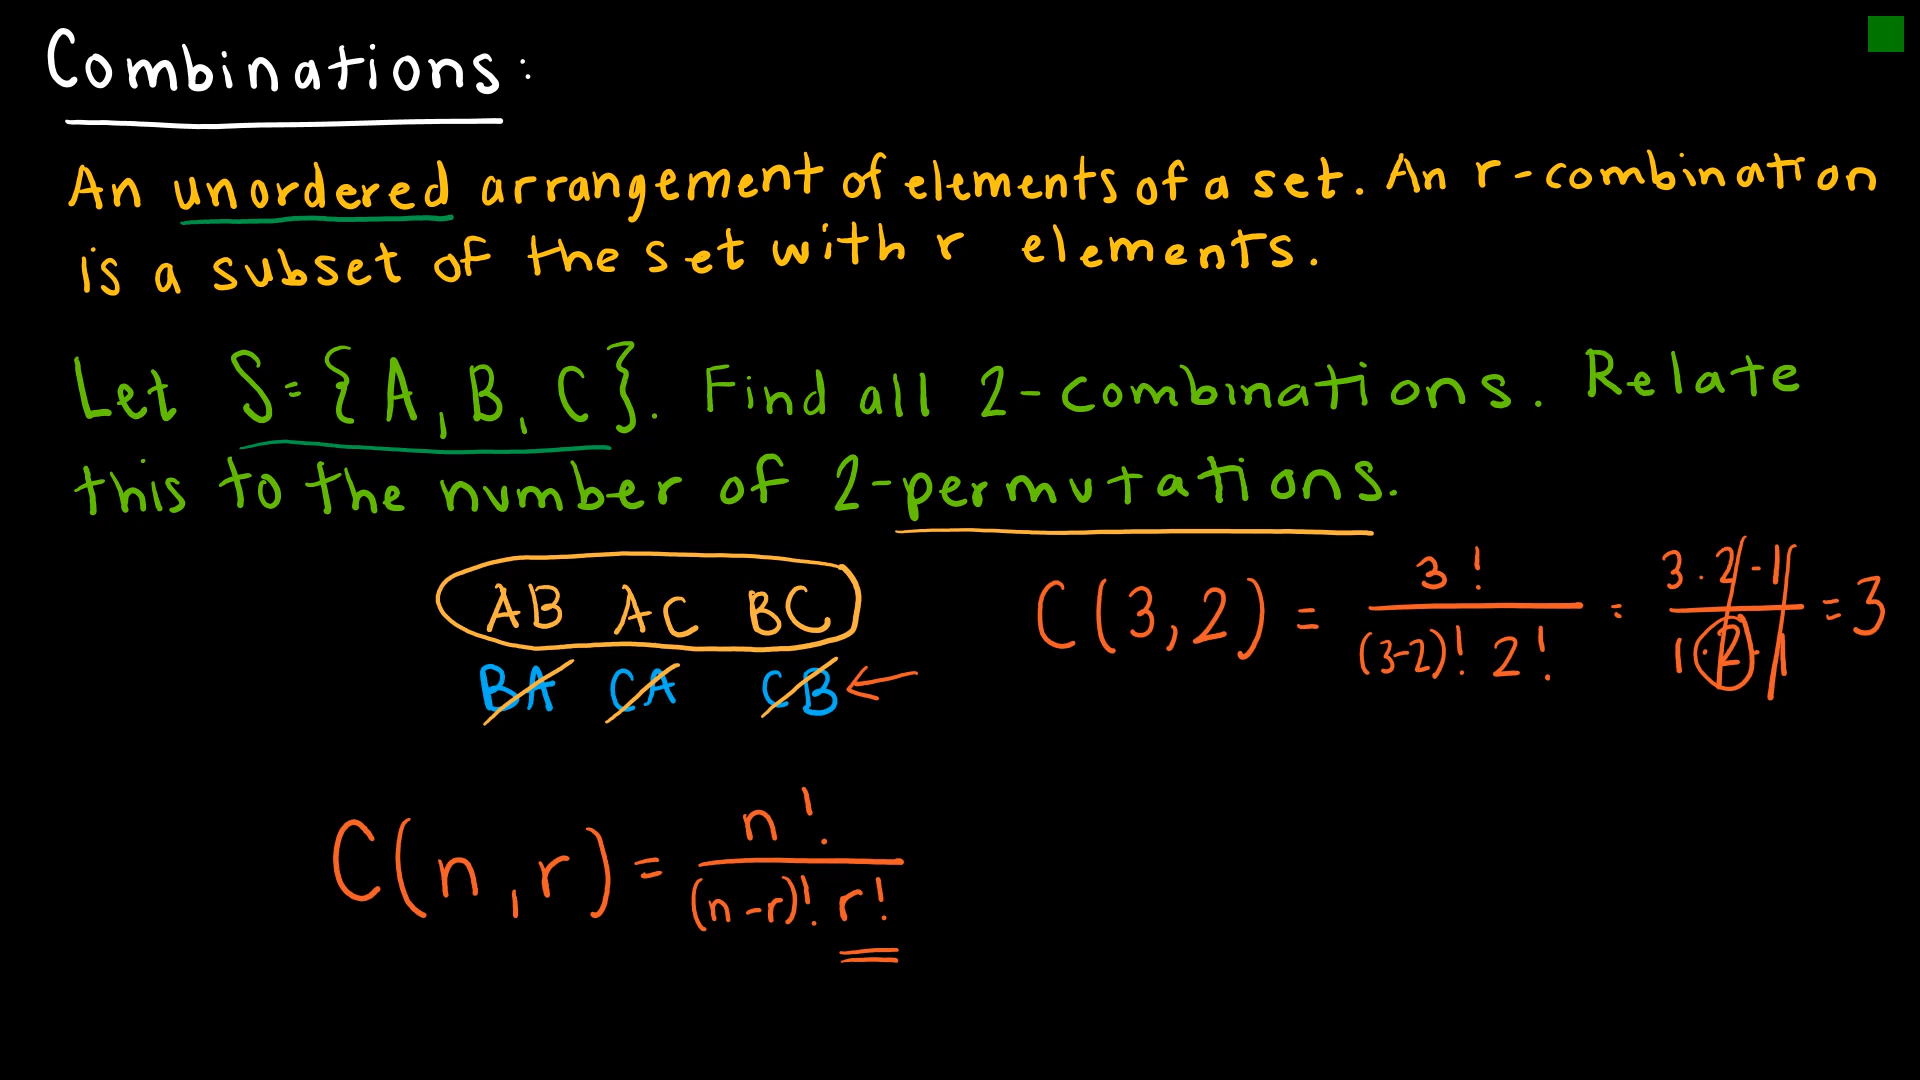 Combinations:
An unordered arrangement of elements of a set. An r-combination
is a subset of the set with r elements.
Let S={A, B, C}. Find all 2-combinations. Relate
this to the number of 2-permutations.
AB AC BC
BA CA CB
C(3,2) = 3! / (3-2)! 2! = 3·2·1 / 1·2·1 = 3
C(n,r) = n! / (n-r)! r!